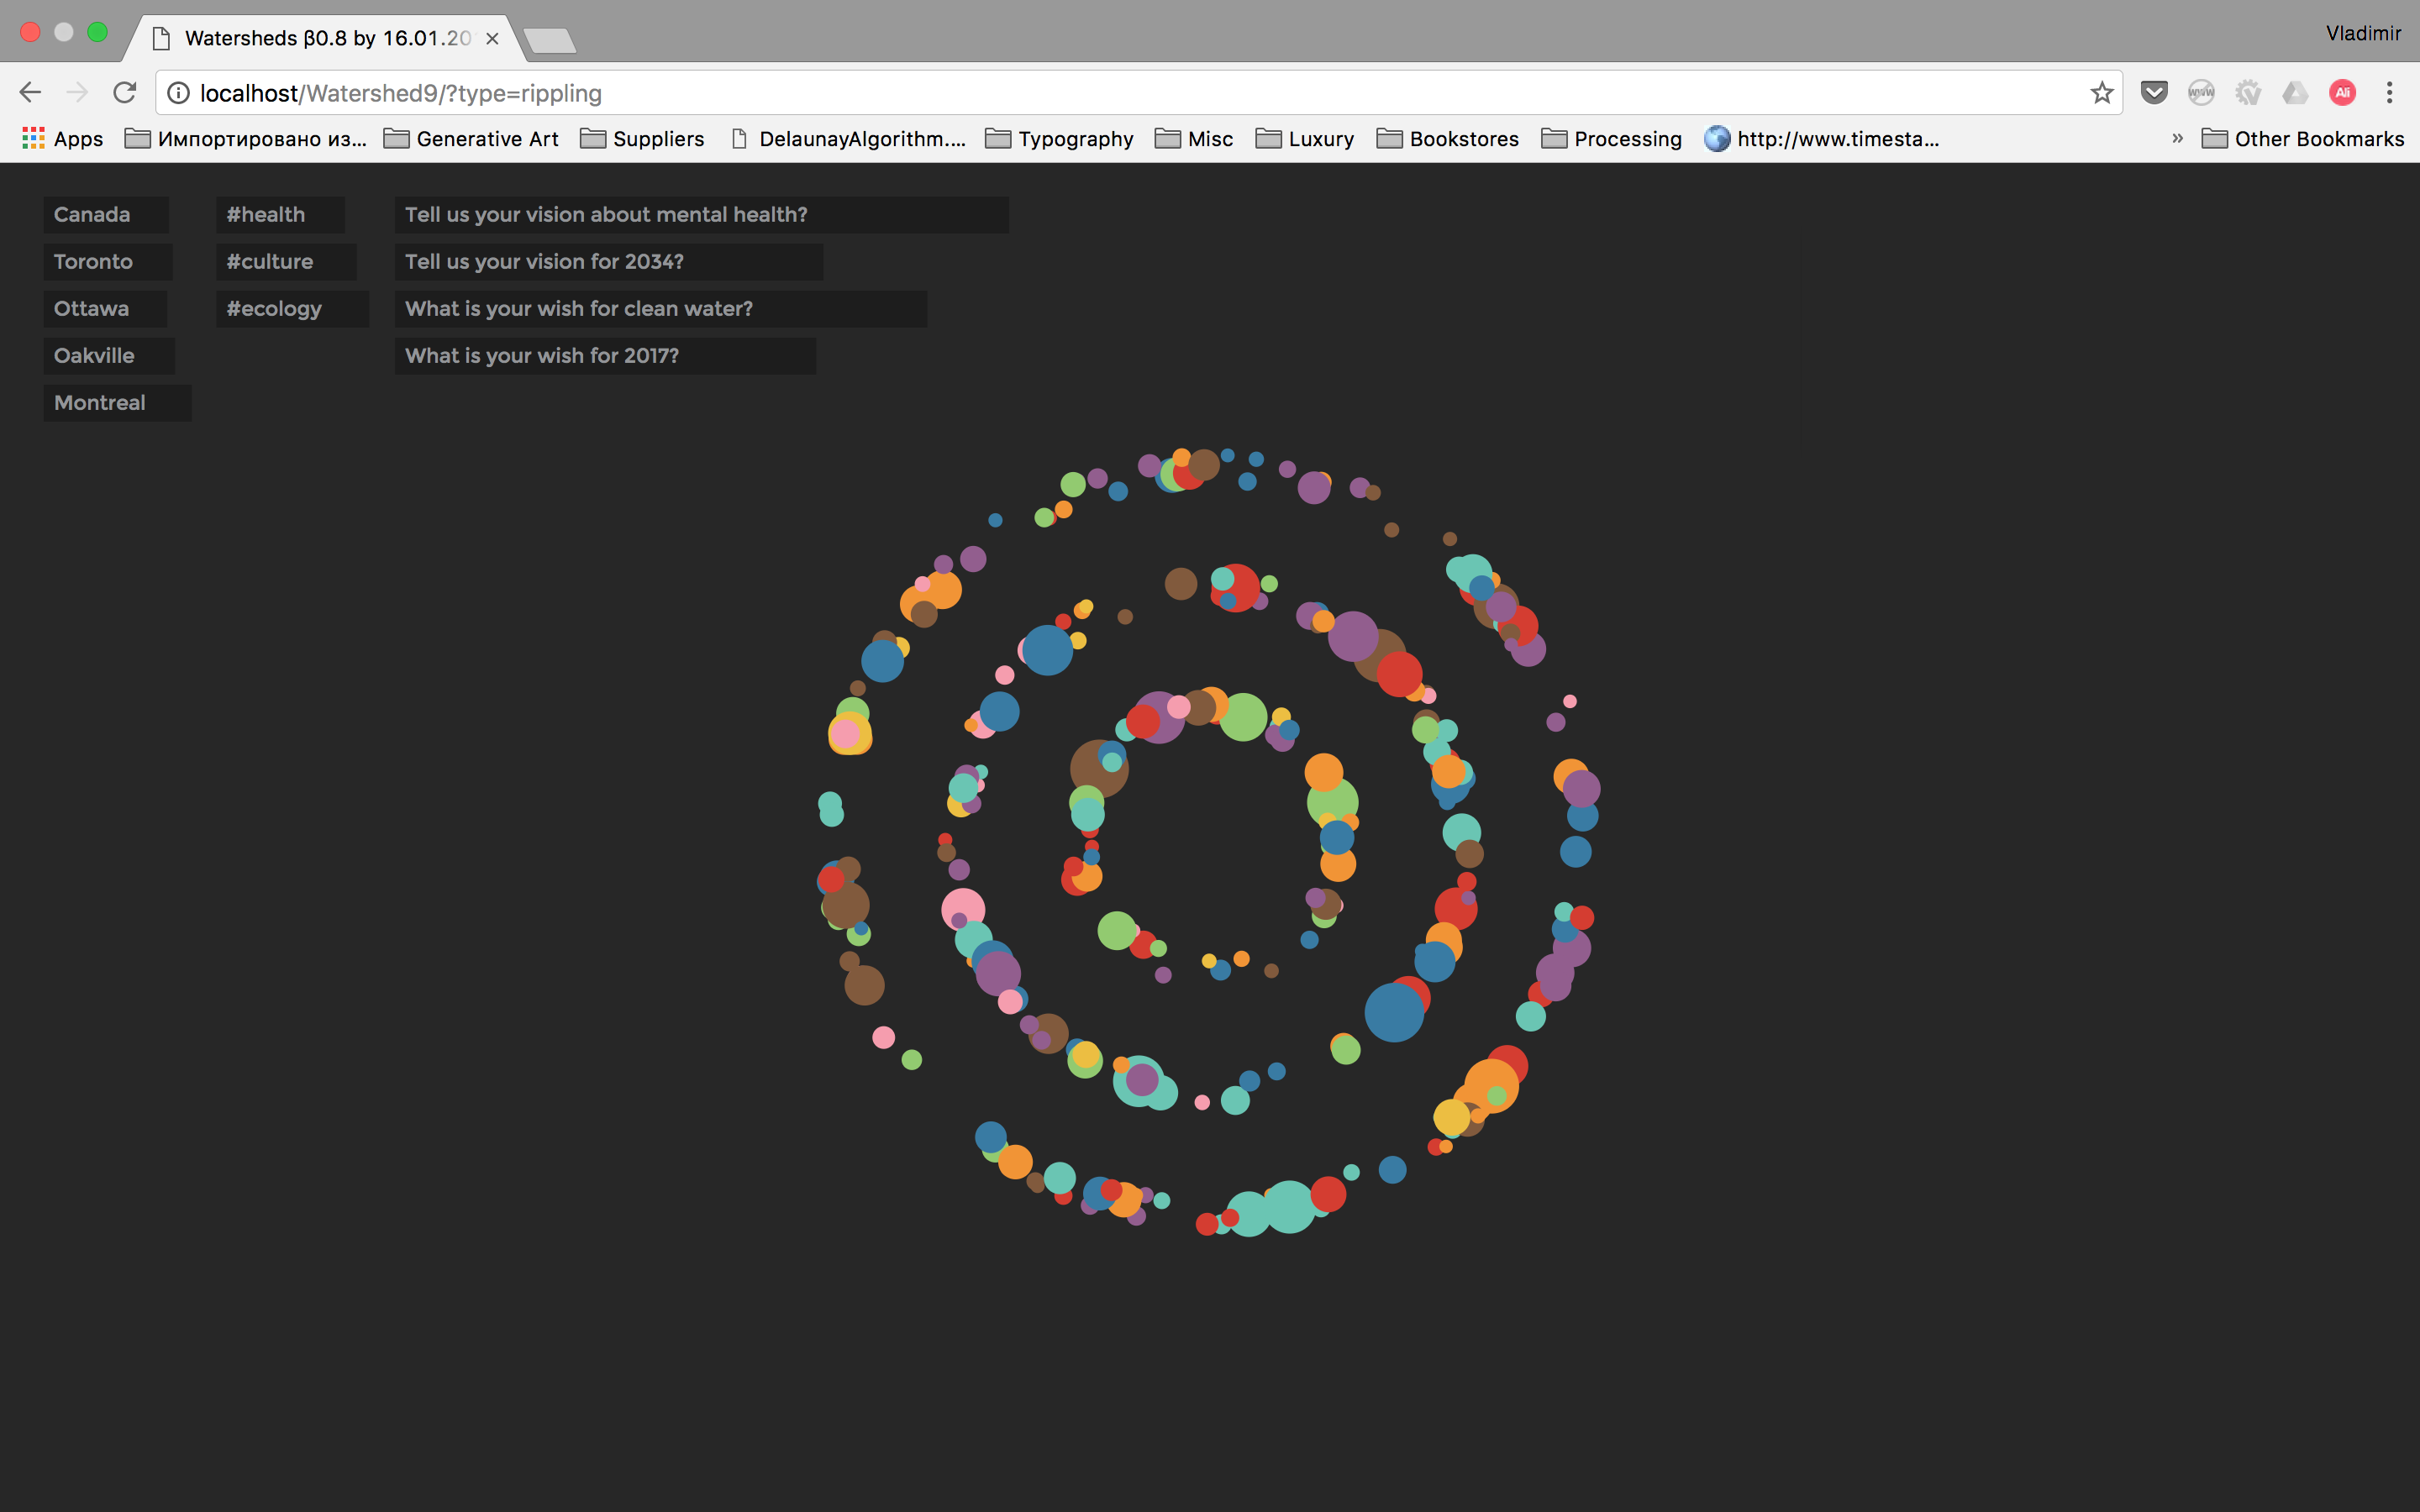 Watersheds β0.8 by 16.01.20
Vladimir
localhost/Watershed9/?type=rippling
www
Ali
Apps
Импортировано из...
Generative Art
Suppliers
DelaunayAlgorithm....
Typography
Misc
Luxury
Bookstores
Processing
http://www.timesta...
» Other Bookmarks
Canada
#health
Tell us your vision about mental health?
Toronto
#culture
Tell us your vision for 2034?
Ottawa
#ecology
What is your wish for clean water?
Oakville
What is your wish for 2017?
Montreal